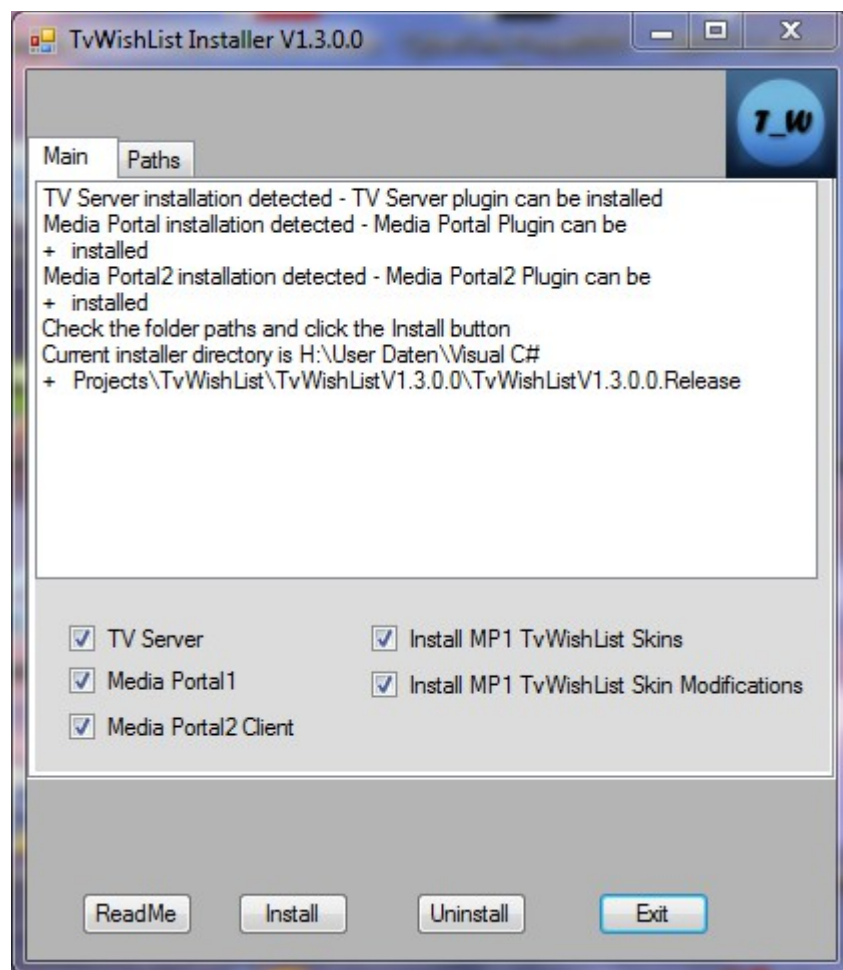 TvWishList Installer V1.3.0.0
T_W
Main
Paths
TV Server installation detected - TV Server plugin can be installed
Media Portal installation detected - Media Portal Plugin can be
+ installed
Media Portal2 installation detected - Media Portal2 Plugin can be
+ installed
Check the folder paths and click the Install button
Current installer directory is H:\User Daten\Visual C#
+ Projects\TvWishList\TvWishListV1.3.0.0\TvWishListV1.3.0.0.Release
TV Server
Install MP1 TvWishList Skins
Media Portal1
Install MP1 TvWishList Skin Modifications
Media Portal2 Client
ReadMe
Install
Uninstall
Exit